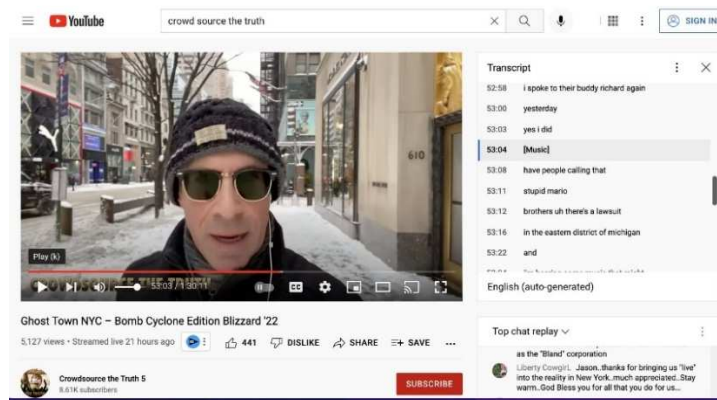 YouTube
crowd source the truth
SIGN IN
610
Play (k)
CROWDSOURCE THE TRUTH
53:03 / 1:30:11
CC
Transcript
52:58 i spoke to their buddy richard again
53:00 yesterday
53:03 yes i did
53:04 [Music]
53:08 have people calling that
53:11 stupid mario
53:12 brothers uh there's a lawsuit
53:16 in the eastern district of michigan
53:22 and
English (auto-generated)
Ghost Town NYC – Bomb Cyclone Edition Blizzard '22
5,127 views • Streamed live 21 hours ago
441
DISLIKE
SHARE
SAVE
Crowdsource the Truth 5
8.61K subscribers
SUBSCRIBE
Top chat replay
as the "Bland" corporation
Liberty CowgirL Jason..thanks for bringing us "live"
into the reality in New York..much appreciated..Stay
warm..God Bless you for all that you do for us...